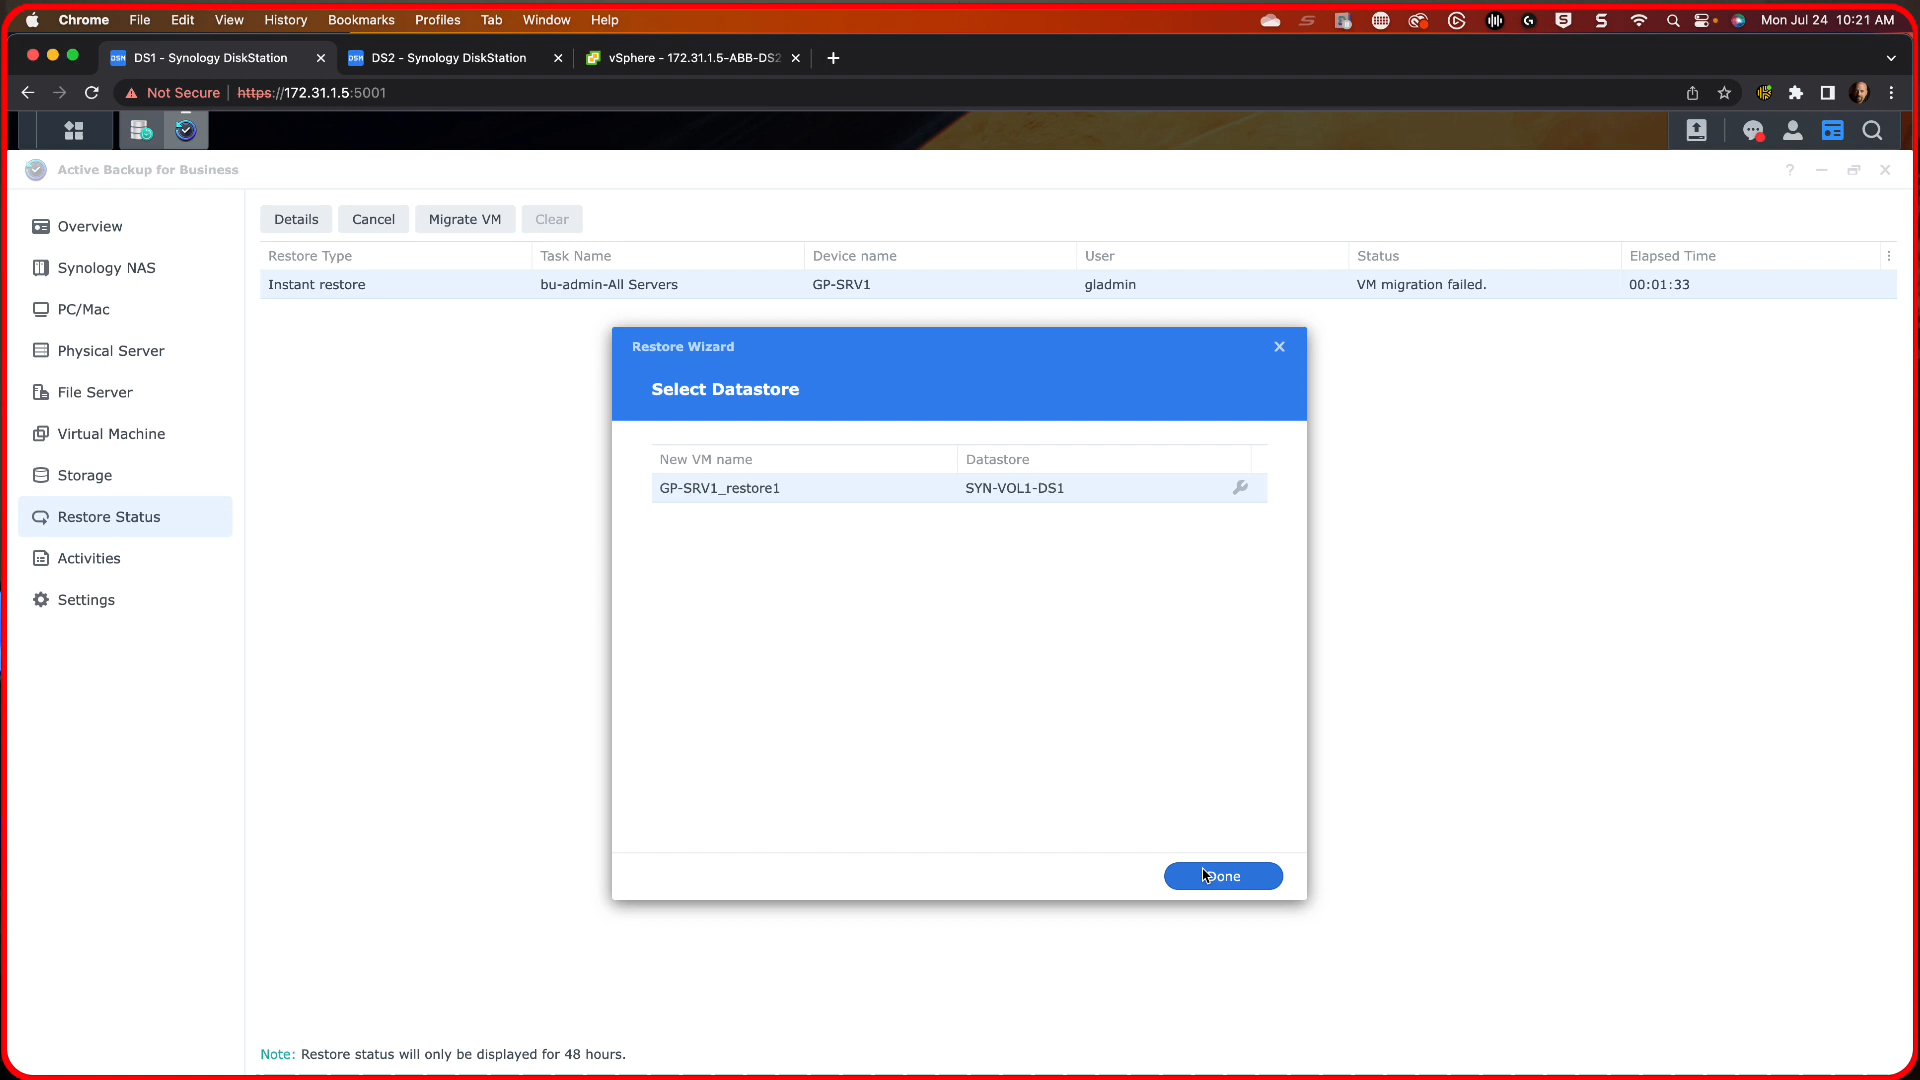 Chrome File Edit View History Bookmarks Profiles Tab Window Help Mon Jul 24 10:21 AM
DS1 - Synology DiskStation DS2 - Synology DiskStation vSphere - 172.31.1.5-ABB-DS2
Not Secure https://172.31.1.5:5001
Active Backup for Business
Overview
Synology NAS
PC/Mac
Physical Server
File Server
Virtual Machine
Storage
Restore Status
Activities
Settings
Details Cancel Migrate VM Clear
Restore Type Task Name Device name User Status Elapsed Time
Instant restore bu-admin-All Servers GP-SRV1 gladmin VM migration failed. 00:01:33
Restore Wizard
Select Datastore
New VM name Datastore
GP-SRV1_restore1 SYN-VOL1-DS1
Done
Note: Restore status will only be displayed for 48 hours.